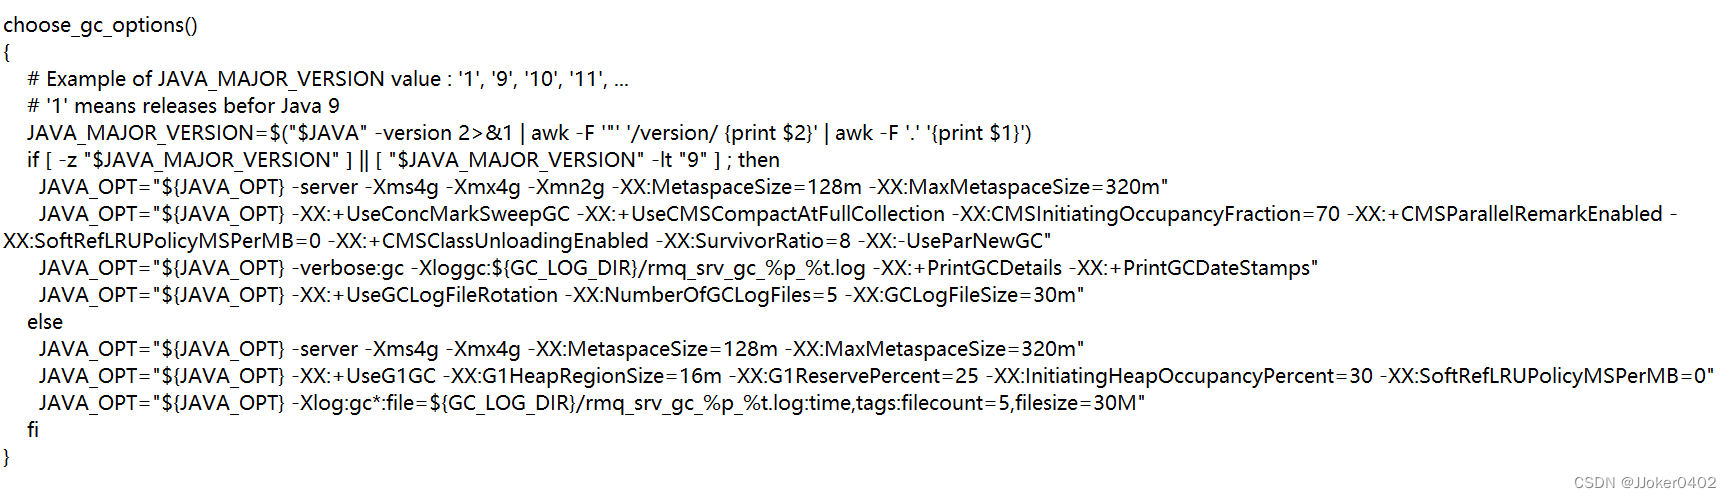 choose_gc_options()
{
    # Example of JAVA_MAJOR_VERSION value : '1', '9', '10', '11', ...
    # '1' means releases befor Java 9
    JAVA_MAJOR_VERSION=$("$JAVA" -version 2>&1 | awk -F '"' '/version/ {print $2}' | awk -F '.' '{print $1}')
    if [ -z "$JAVA_MAJOR_VERSION" ] || [ "$JAVA_MAJOR_VERSION" -lt "9" ] ; then
      JAVA_OPT="${JAVA_OPT} -server -Xms4g -Xmx4g -Xmn2g -XX:MetaspaceSize=128m -XX:MaxMetaspaceSize=320m"
      JAVA_OPT="${JAVA_OPT} -XX:+UseConcMarkSweepGC -XX:+UseCMSCompactAtFullCollection -XX:CMSInitiatingOccupancyFraction=70 -XX:+CMSParallelRemarkEnabled -
XX:SoftRefLRUPolicyMSPerMB=0 -XX:+CMSClassUnloadingEnabled -XX:SurvivorRatio=8 -XX:-UseParNewGC"
      JAVA_OPT="${JAVA_OPT} -verbose:gc -Xloggc:${GC_LOG_DIR}/rmq_srv_gc_%p_%t.log -XX:+PrintGCDetails -XX:+PrintGCDateStamps"
      JAVA_OPT="${JAVA_OPT} -XX:+UseGCLogFileRotation -XX:NumberOfGCLogFiles=5 -XX:GCLogFileSize=30m"
    else
      JAVA_OPT="${JAVA_OPT} -server -Xms4g -Xmx4g -XX:MetaspaceSize=128m -XX:MaxMetaspaceSize=320m"
      JAVA_OPT="${JAVA_OPT} -XX:+UseG1GC -XX:G1HeapRegionSize=16m -XX:G1ReservePercent=25 -XX:InitiatingHeapOccupancyPercent=30 -XX:SoftRefLRUPolicyMSPerMB=0"
      JAVA_OPT="${JAVA_OPT} -Xlog:gc*:file=${GC_LOG_DIR}/rmq_srv_gc_%p_%t.log:time,tags:filecount=5,filesize=30M"
    fi
}
CSDN @JJoker0402